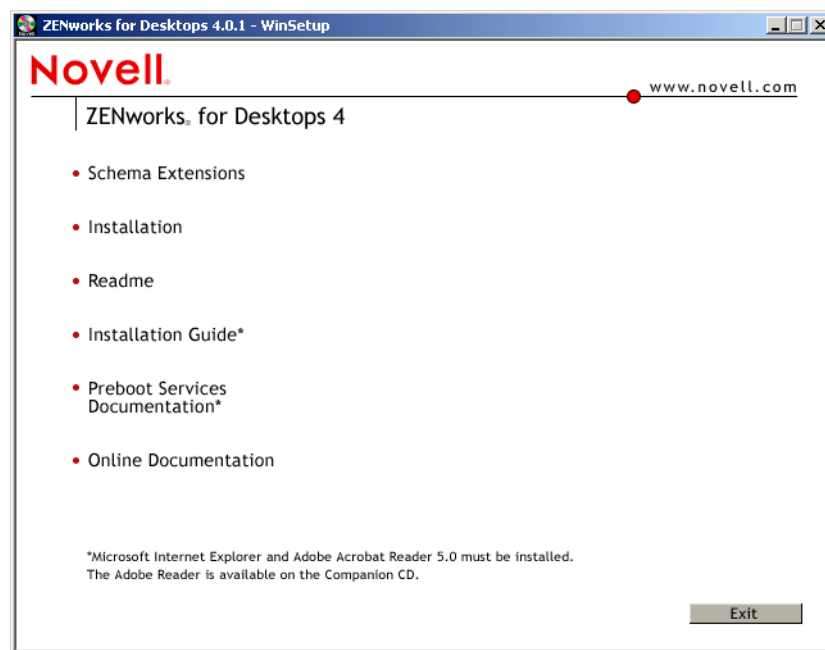 ZENworks for Desktops 4.0.1 - WinSetup
Novell.
www.novell.com
ZENworks for Desktops 4
Schema Extensions
Installation
Readme
Installation Guide*
Preboot Services
Documentation*
Online Documentation
*Microsoft Internet Explorer and Adobe Acrobat Reader 5.0 must be installed.
The Adobe Reader is available on the Companion CD.
Exit